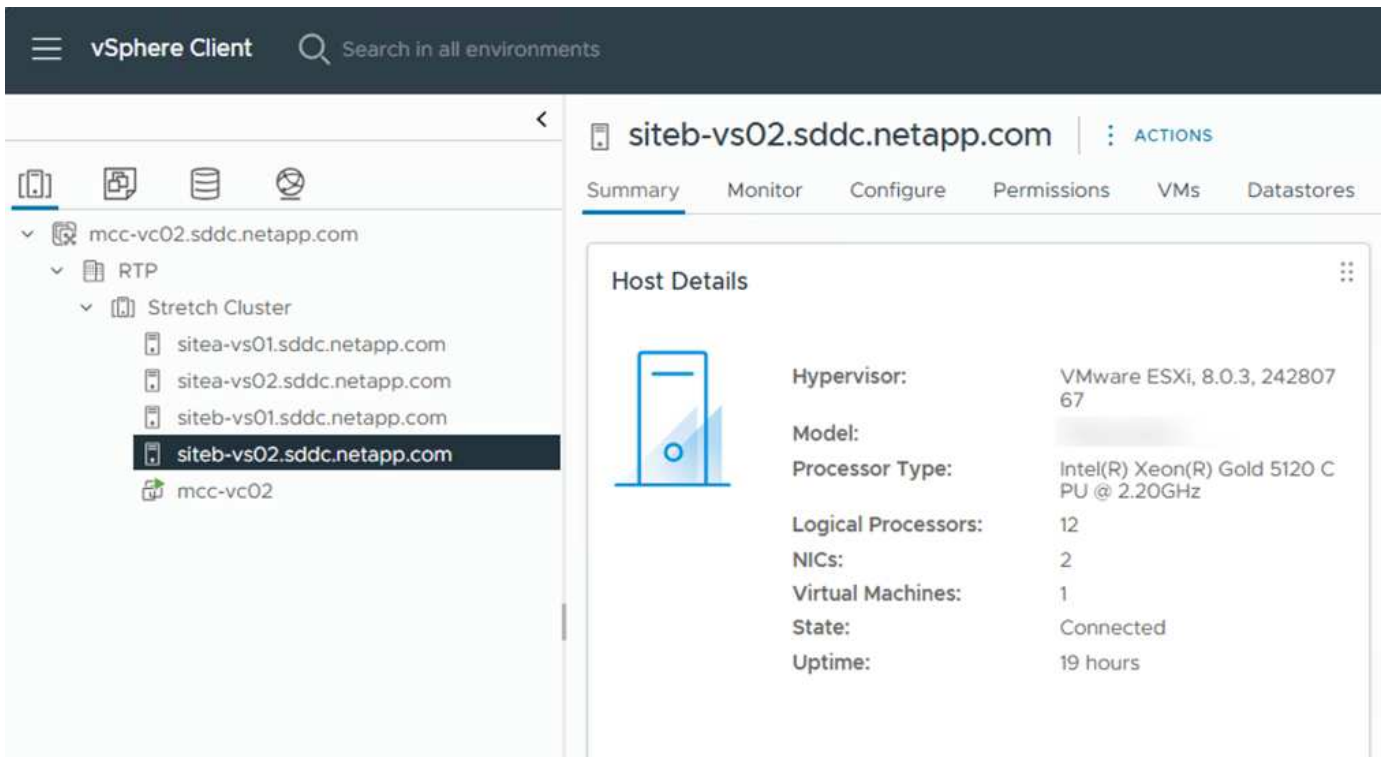 vSphere Client
Search in all environments
siteb-vs02.sddc.netapp.com
ACTIONS
Summary Monitor Configure Permissions VMs Datastores
mcc-vc02.sddc.netapp.com
RTP
Stretch Cluster
sitea-vs01.sddc.netapp.com
sitea-vs02.sddc.netapp.com
siteb-vs01.sddc.netapp.com
siteb-vs02.sddc.netapp.com
mcc-vc02
Host Details
Hypervisor: VMware ESXi, 8.0.3, 242807
67
Model:
Processor Type: Intel(R) Xeon(R) Gold 5120 C
PU @ 2.20GHz
Logical Processors: 12
NICs: 2
Virtual Machines: 1
State: Connected
Uptime: 19 hours